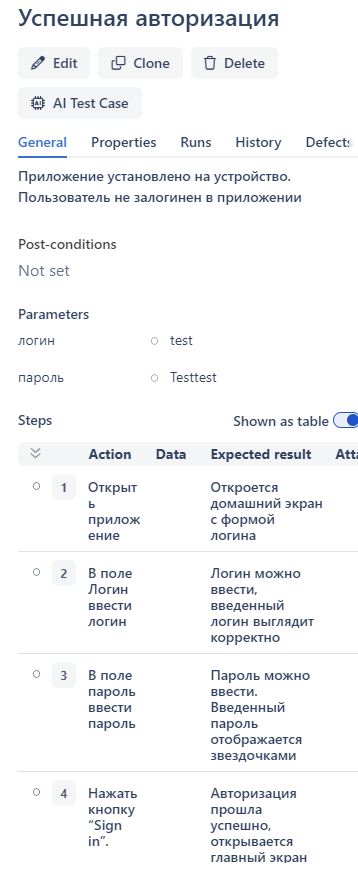 Успешная авторизация
Edit
Clone
Delete
AI Test Case
General Properties Runs History Defects
Приложение установлено на устройство.
Пользователь не залогинен в приложении
Post-conditions
Not set
Parameters
логин test
пароль Testtest
Steps Shown as table
Action Data Expected result Atta
1
Открыт
ь
прилож
ение
Откроется
домашний экран
с формой
логина
2
В поле
Логин
ввести
логин
Логин можно
ввести,
введенный
логин выглядит
корректно
3
В поле
пароль
ввести
пароль
Пароль можно
ввести.
Введенный
пароль
отображается
звездочками
4
Нажать
кнопку
“Sign
in”.
Авторизация
прошла
успешно,
открывается
главный экран